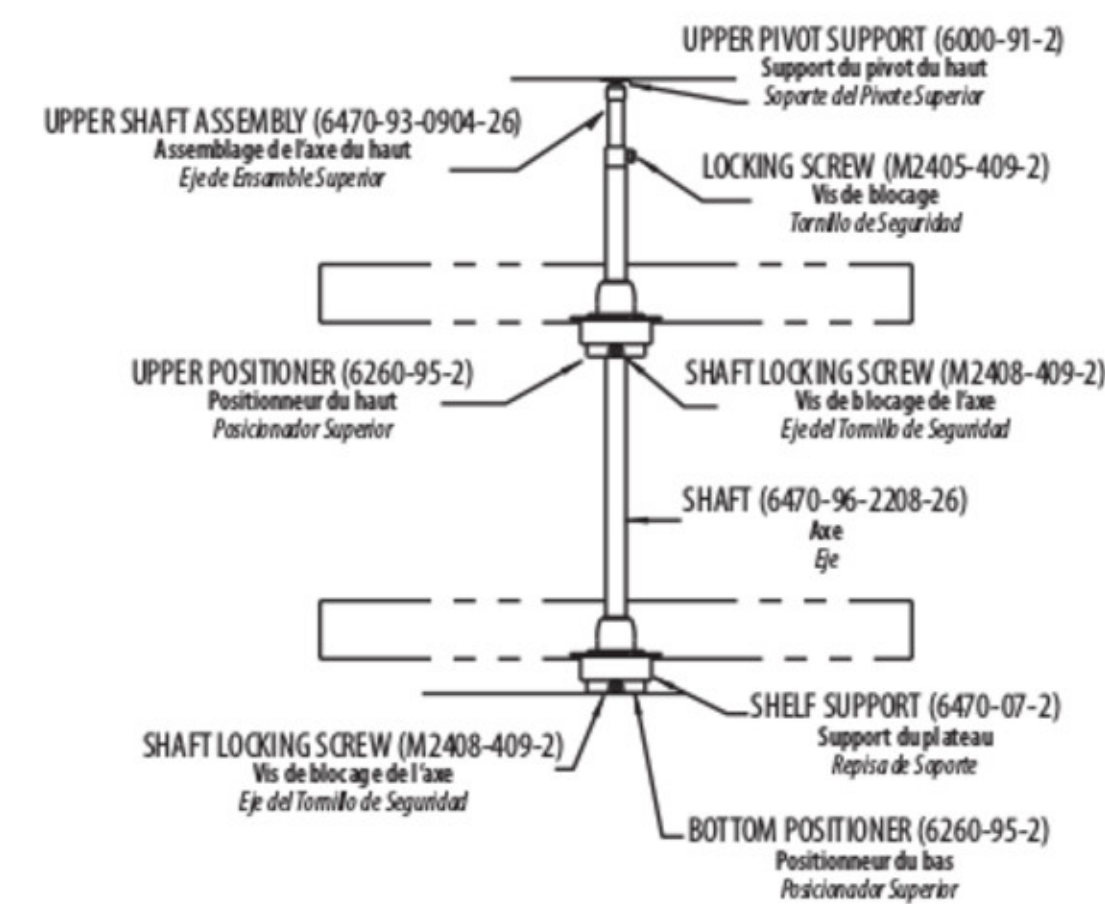 UPPER PIVOT SUPPORT (6000-91-2)
Support du pivot du haut
Soporte del Pivote Superior
UPPER SHAFT ASSEMBLY (6470-93-0904-26)
Assemblage de l'axe du haut
Eje de Ensamble Superior
LOCKING SCREW (M2405-409-2)
Vis de blocage
Tornillo de Seguridad
UPPER POSITIONER (6260-95-2)
Positionneur du haut
Posicionador Superior
SHAFT LOCKING SCREW (M2408-409-2)
Vis de blocage de l'axe
Eje del Tornillo de Seguridad
SHAFT (6470-96-2208-26)
Axe
Eje
SHELF SUPPORT (6470-07-2)
Support du plateau
Repisa de Soporte
SHAFT LOCKING SCREW (M2408-409-2)
Vis de blocage de l'axe
Eje del Tornillo de Seguridad
BOTTOM POSITIONER (6260-95-2)
Positionneur du bas
Posicionador Superior